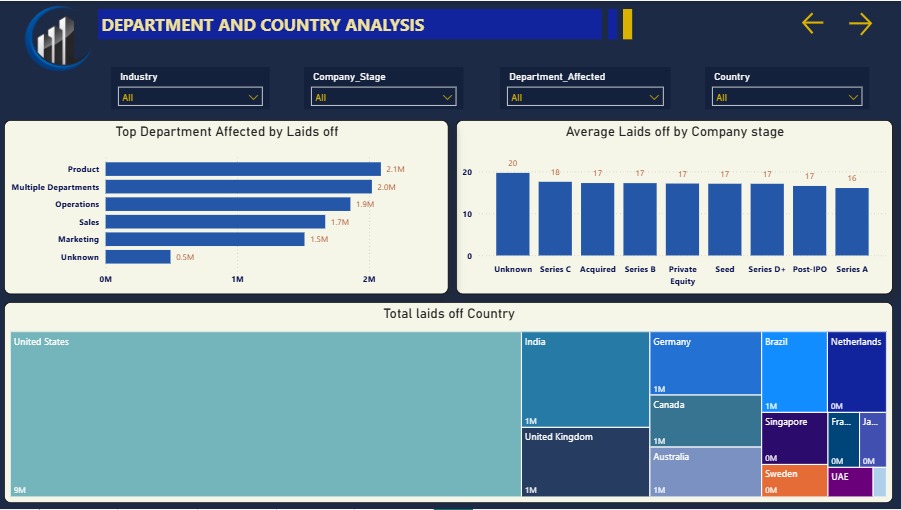 DEPARTMENT AND COUNTRY ANALYSIS
Industry
All
Company_Stage
All
Department_Affected
All
Country
All
Top Department Affected by Laids off
Product
2.1M
Multiple Departments
2.0M
Operations
1.9M
Sales
1.7M
Marketing
1.5M
Unknown
0.5M
0M 1M 2M
Average Laids off by Company stage
20
10
0
20 18 17 17 17 17 17 17 16
Unknown Series C Acquired Series B Private Equity Seed Series D+ Post-IPO Series A
Total laids off Country
United States
9M
India
1M
United Kingdom
1M
Germany
1M
Canada
1M
Australia
1M
Brazil
1M
Singapore
0M
Sweden
0M
Netherlands
0M
Fra...
0M
Ja...
0M
UAE